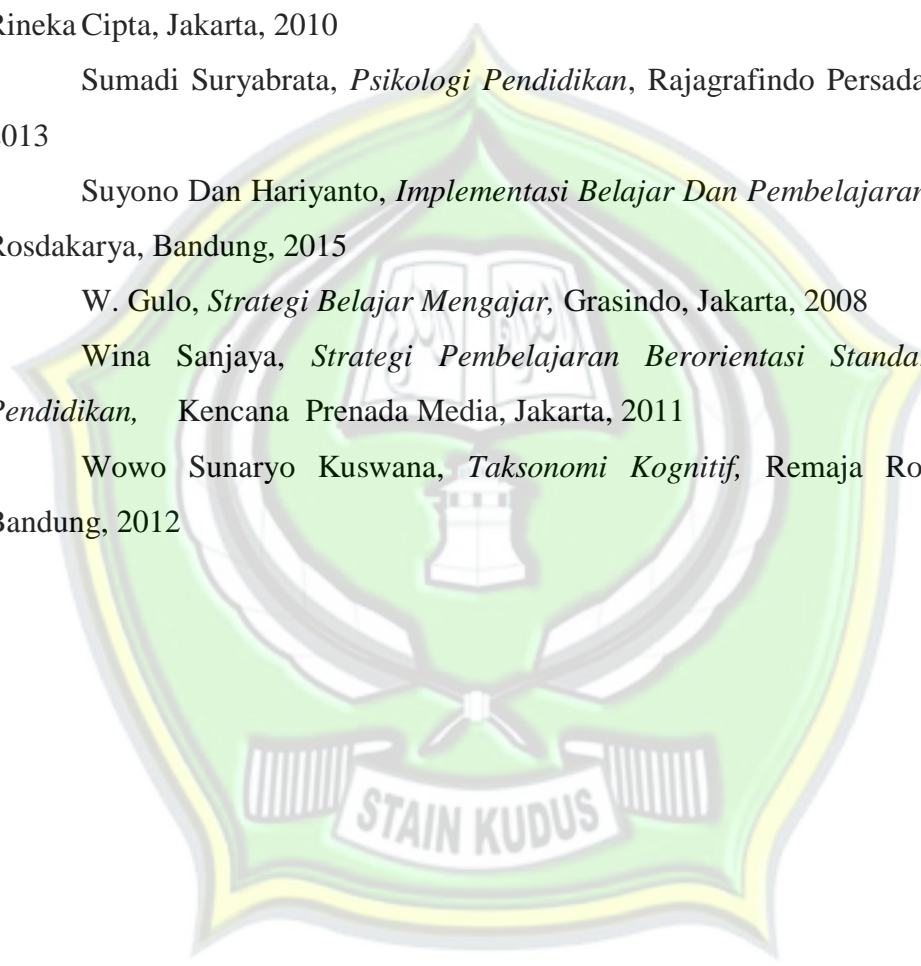 Rineka Cipta, Jakarta, 2010
Sumadi Suryabrata, Psikologi Pendidikan, Rajagrafindo Persada
2013
Suyono Dan Hariyanto, Implementasi Belajar Dan Pembelajaran
Rosdakarya, Bandung, 2015
W. Gulo, Strategi Belajar Mengajar, Grasindo, Jakarta, 2008
Wina Sanjaya, Strategi Pembelajaran Berorientasi Standa
Pendidikan, Kencana Prenada Media, Jakarta, 2011
Wowo Sunaryo Kuswana, Taksonomi Kognitif, Remaja Ro
Bandung, 2012
STAIN KUDUS